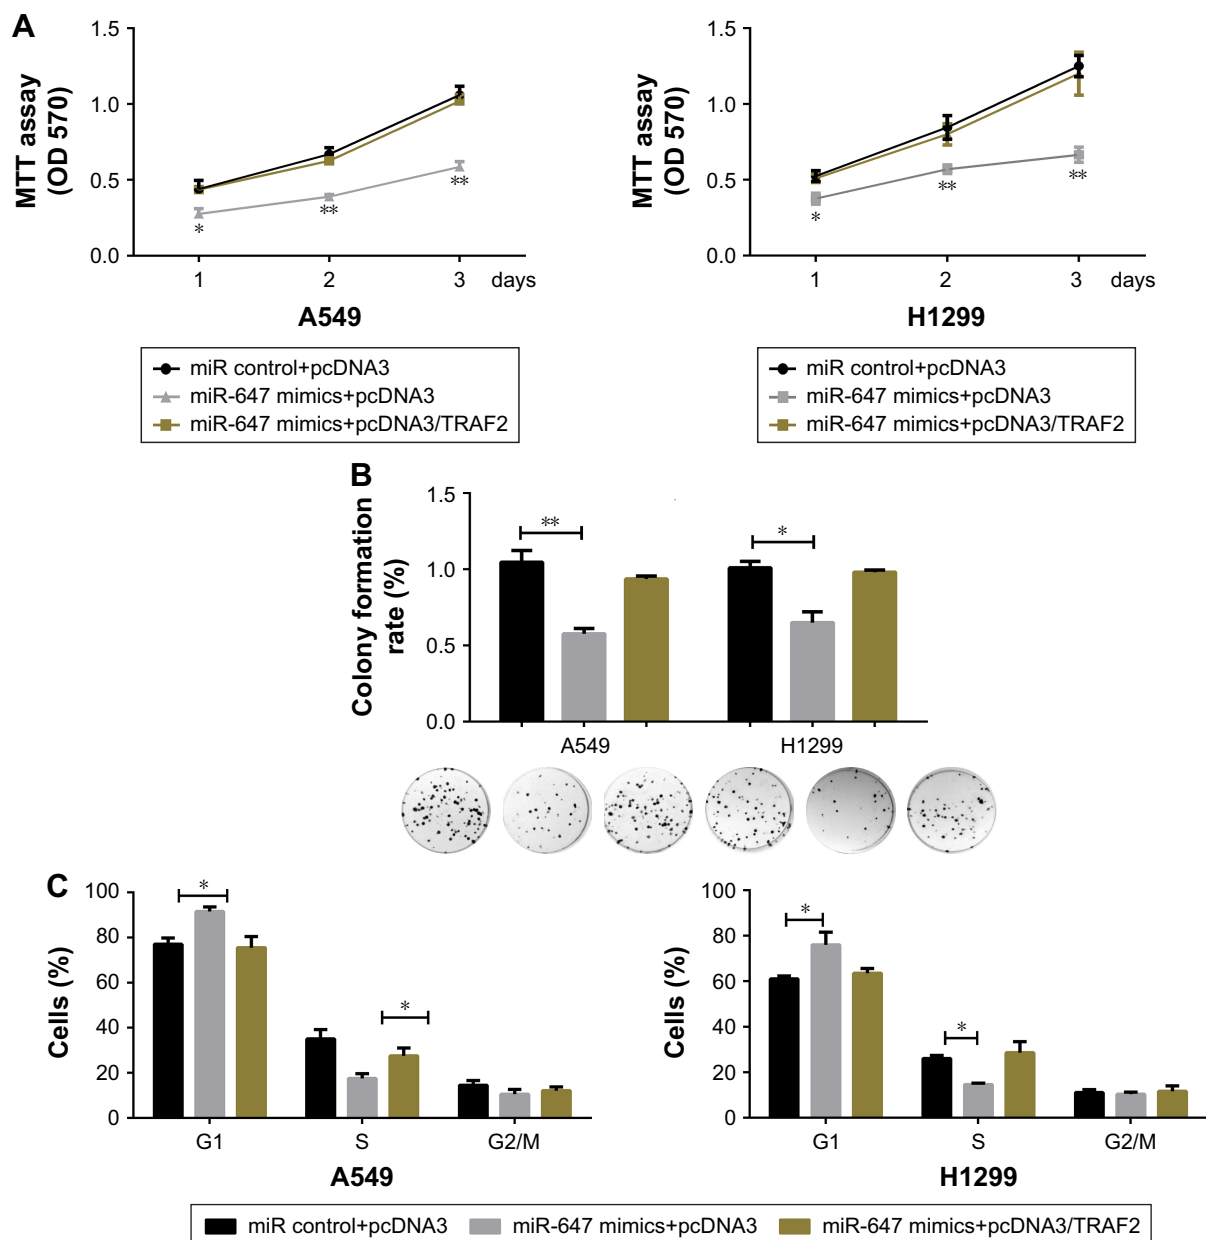 A
MTT assay
(OD 570)
1.5
1.0
0.5
0.0
*
**
**
1 2 3 days
A549
miR control+pcDNA3
miR-647 mimics+pcDNA3
miR-647 mimics+pcDNA3/TRAF2
MTT assay
(OD 570)
1.5
1.0
0.5
0.0
*
**
**
1 2 3 days
H1299
miR control+pcDNA3
miR-647 mimics+pcDNA3
miR-647 mimics+pcDNA3/TRAF2
B
Colony formation
rate (%)
1.5
1.0
0.5
0.0
**
*
A549 H1299
C
Cells (%)
100
80
60
40
20
0
*
*
G1 S G2/M
A549
Cells (%)
100
80
60
40
20
0
*
*
G1 S G2/M
H1299
miR control+pcDNA3 miR-647 mimics+pcDNA3 miR-647 mimics+pcDNA3/TRAF2